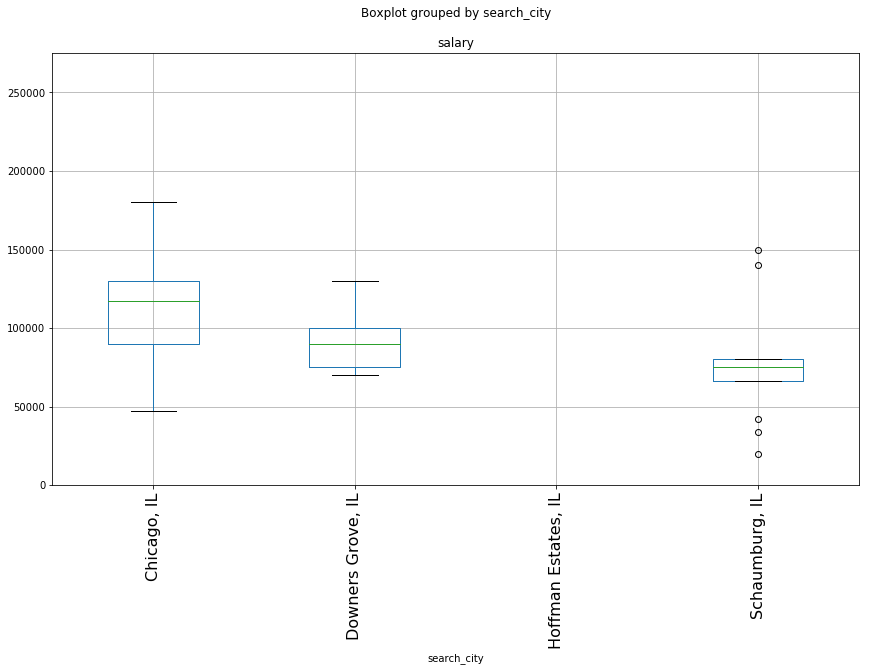 Boxplot grouped by search_city
salary
250000
200000
150000
100000
50000
0
Chicago, IL
Downers Grove, IL
Hoffman Estates, IL
Schaumburg, IL
search_city